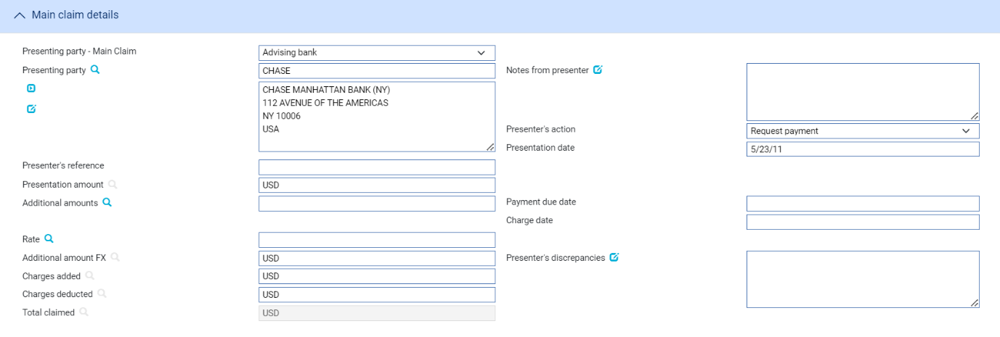 Main claim details
Presenting party - Main Claim
Advising bank
Presenting party
CHASE
Notes from presenter
CHASE MANHATTAN BANK (NY)
112 AVENUE OF THE AMERICAS
NY 10006
USA
Presenter's action
Request payment
Presentation date
5/23/11
Presenter's reference
Presentation amount
USD
Additional amounts
Payment due date
Charge date
Rate
Additional amount FX
USD
Presenter's discrepancies
Charges added
USD
Charges deducted
USD
Total claimed
USD